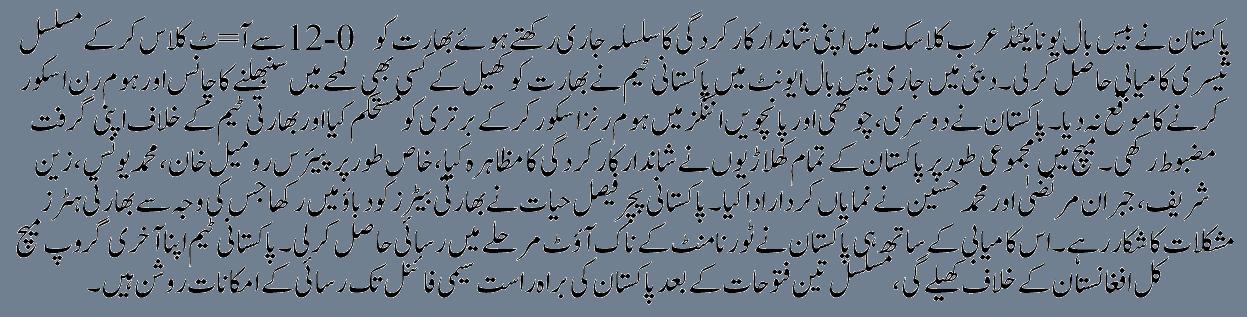 پاکستان نے بیس بال یونائیٹڈ عرب کلاسک میں اپنی شاندار کارکردگی کا سلسلہ جاری رکھتے ہوئے بھارت کو 0-12 سے آ=ٹ کلاس کر کے مسلسل
تیسری کامیابی حاصل کر لی۔ دبئی میں جاری بیس بال ایونٹ میں پاکستانی ٹیم نے بھارت کو کھیل کے کسی بھی لمحے میں سنبھلنے کا چانس اور ہوم رن اسکور
کرنے کا موقع نہ دیا۔ پاکستان نے دوسری، چوتھی اور پانچویں اننگز میں ہوم رنز اسکور کر کے برتری کو مستحکم کیا اور بھارتی ٹیم کے خلاف اپنی گرفت
مضبوط رکھی۔ میچ میں مجموعی طور پر پاکستان کے تمام کھلاڑیوں نے شاندار کارکردگی کا مظاہرہ کیا، خاص طور پر پیئرس رومیل خان، محمد یونس، زین
شریف، جبران مرتضیٰ اور محمد حسنین نے نمایاں کردار ادا کیا۔ پاکستانی پچر فیصل حیات نے بھارتی بیٹرز کو دباؤ میں رکھا جس کی وجہ سے بھارتی ہٹرز
مشکلات کا شکار رہے۔ اس کامیابی کے ساتھ ہی پاکستان نے ٹورنامنٹ کے ناک آؤٹ مرحلے میں رسائی حاصل کر لی۔ پاکستانی ٹیم اپنا آخری گروپ میچ
کل افغانستان کے خلاف کھیلے گی، مسلسل تین فتوحات کے بعد پاکستان کی براہ راست سیمی فائنل تک رسائی کے امکانات روشن ہیں۔